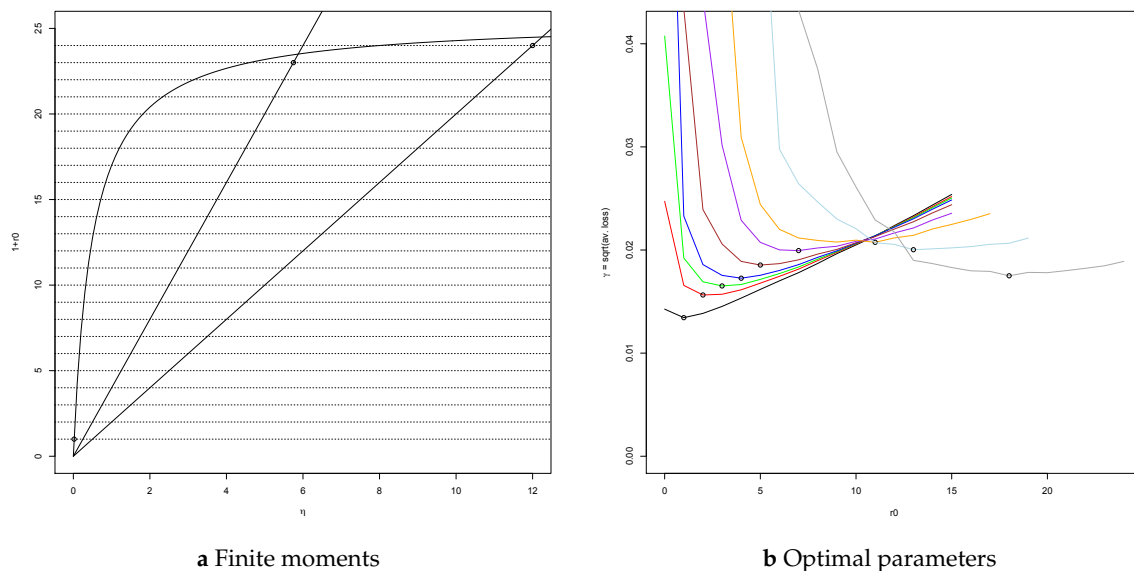 25
20
15
10
5
0
1+r0
0 2 4 6 8 10 12
η
a Finite moments
0.04
0.03
0.02
0.01
0.00
γ = sqrt(av. loss)
0 5 10 15 20
r0
b Optimal parameters